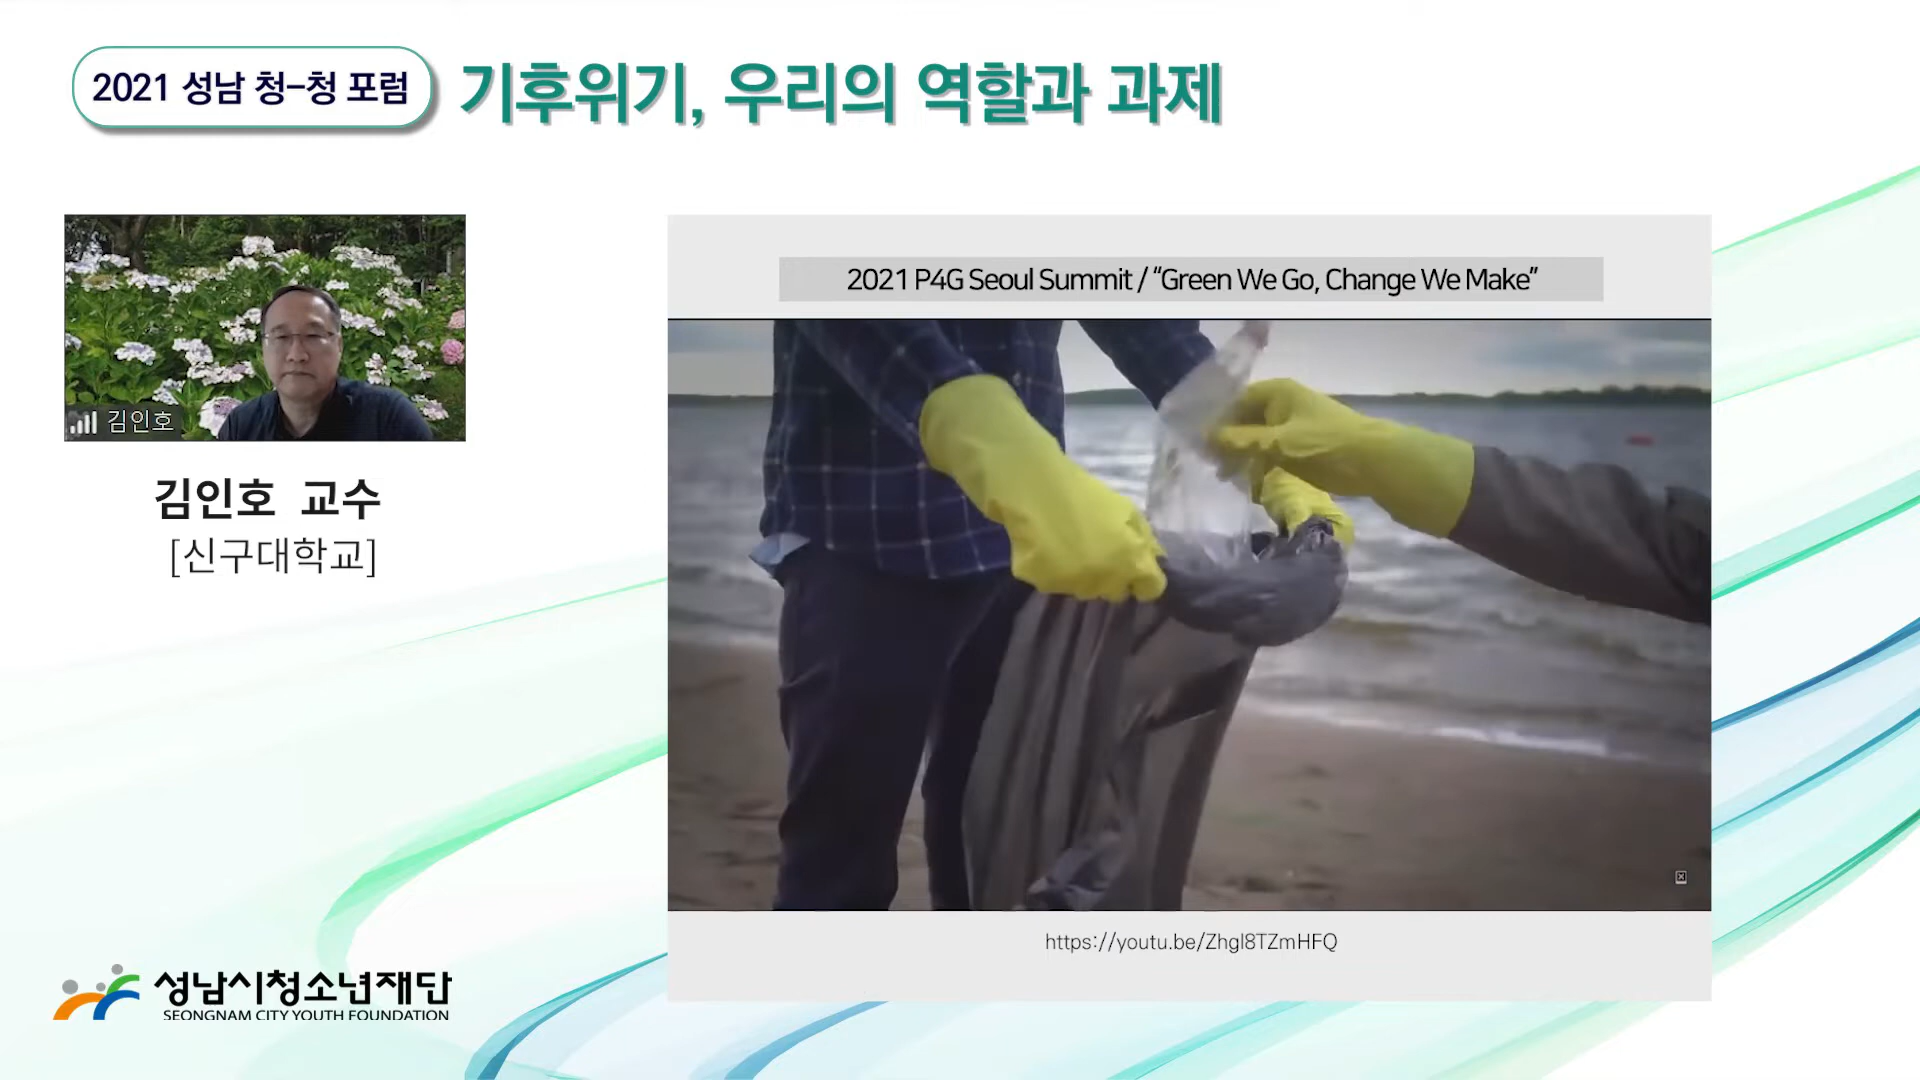 2021 성남 청-청 포럼
기후위기, 우리의 역할과 과제
김인호
김인호 교수
[신구대학교]
2021 P4G Seoul Summit / “Green We Go, Change We Make”
https://youtu.be/Zhgl8TZmHFQ
성남시청소년재단
SEONGNAM CITY YOUTH FOUNDATION